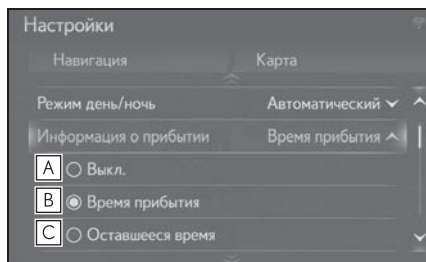 Настройки
Навигация Карта
Режим день/ночь Автоматический
Информация о прибытии Время прибытия
A Выкл.
B Время прибытия
C Оставшееся время